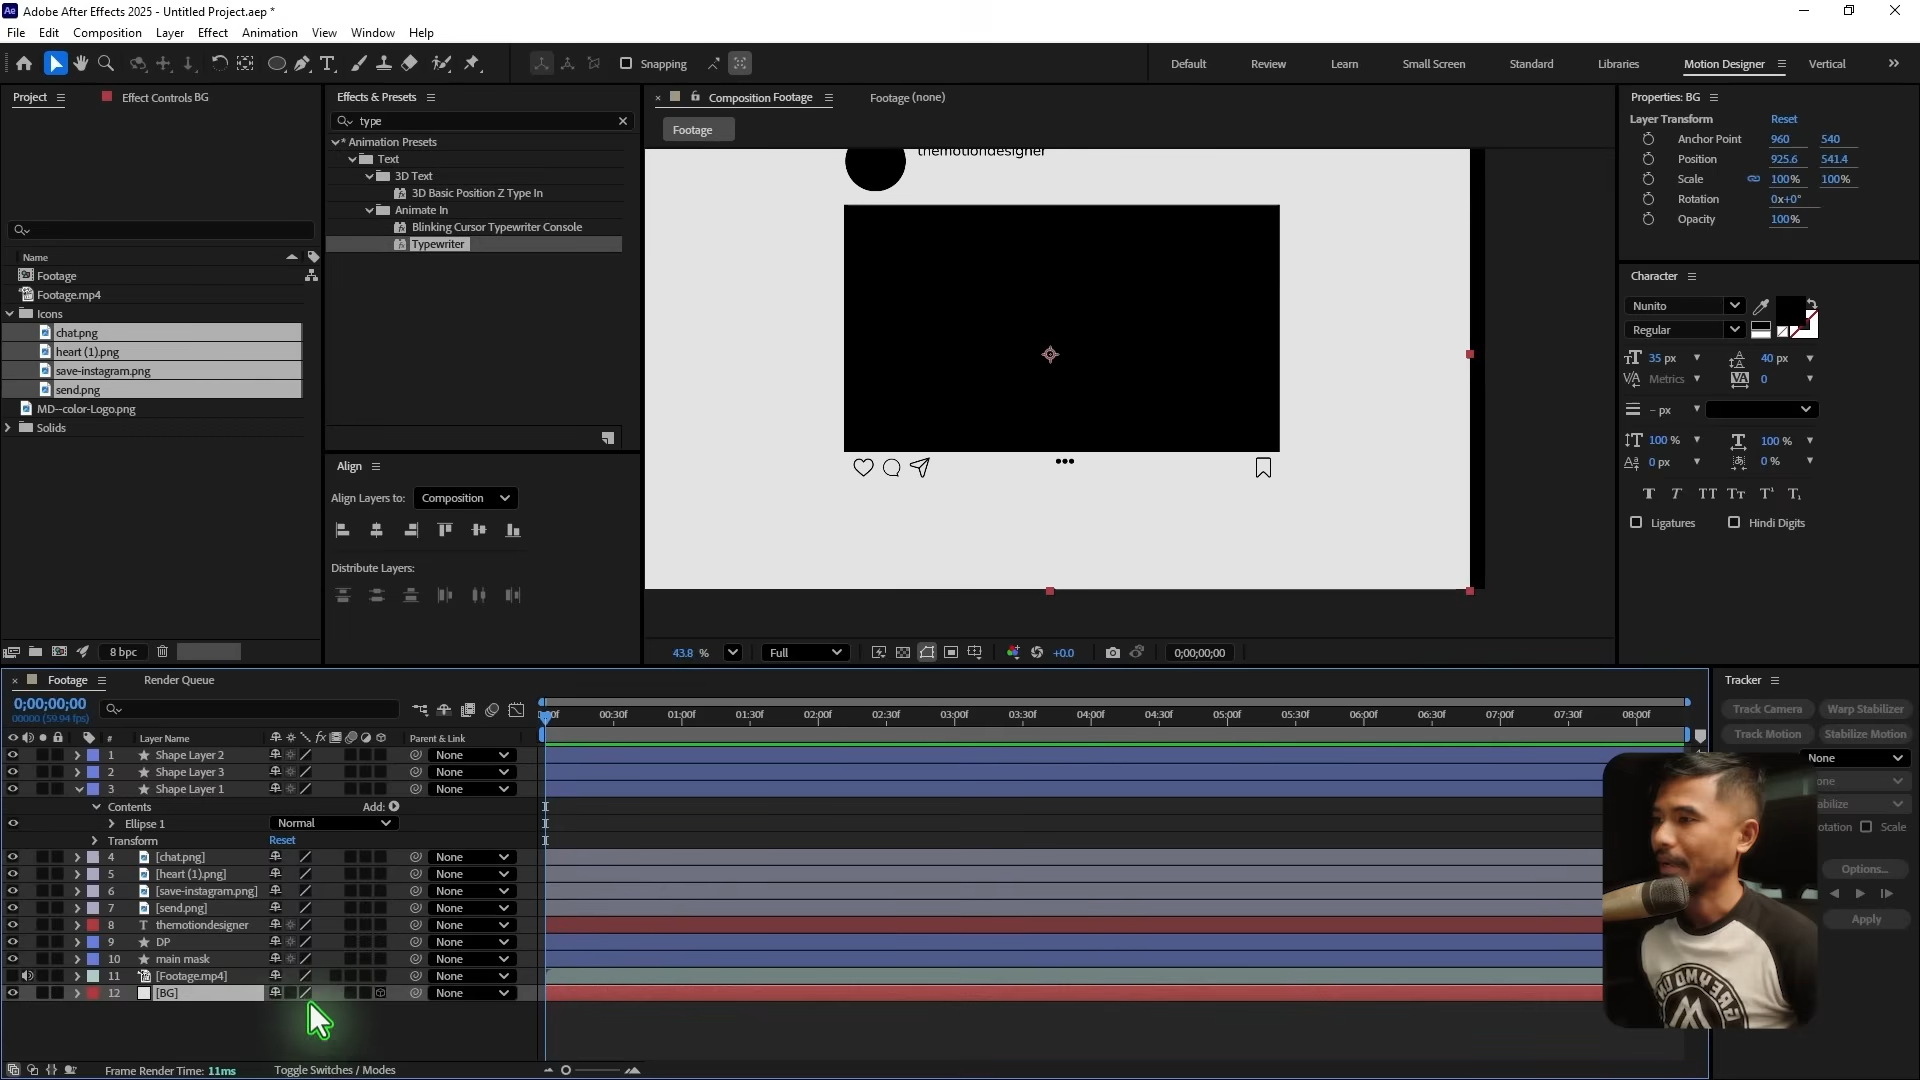 Ae Adobe After Effects 2025 - Untitled Project.aep *
File Edit Composition Layer Effect Animation View Window Help
Snapping
Default Review Learn Small Screen Standard Libraries Motion Designer Vertical
Project Effect Controls BG
Name
Footage
Footage.mp4
Icons
chat.png
heart (1).png
save-instagram.png
send.png
MD--color-Logo.png
Solids
8 bpc
Effects & Presets
type
* Animation Presets
Text
3D Text
3D Basic Position Z Type In
Animate In
Blinking Cursor Typewriter Console
Typewriter
Align
Align Layers to: Composition
Distribute Layers:
Composition Footage Footage (none)
Footage
themotiondesigner
43.8 % Full +0.0 0;00;00;00
Properties: BG
Layer Transform Reset
Anchor Point 960 540
Position 925.6 541.4
Scale 100% 100%
Rotation 0x+0°
Opacity 100%
Character
Nunito
Regular
35 px 40 px
Metrics 0
- px
100 % 100 %
0 px 0 %
T T TT Tт T¹ T₁
Ligatures Hindi Digits
Footage Render Queue
0;00;00;00
00000 (59.94 fps)
# Layer Name fx Parent & Link
00f 00:30f 01:00f 01:30f 02:00f 02:30f 03:00f 03:30f 04:00f 04:30f 05:00f 05:30f 06:00f 06:30f 07:00f 07:30f 08:00f
1 Shape Layer 2 None
2 Shape Layer 3 None
3 Shape Layer 1 None
Contents Add:
Ellipse 1 Normal
Transform Reset
4 [chat.png] None
5 [heart (1).png] None
6 [save-instagram.png] None
7 [send.png] None
8 T themotiondesigner None
9 DP None
10 main mask None
11 [Footage.mp4] None
12 [BG] None
Frame Render Time: 11ms Toggle Switches / Modes
Tracker
Track Camera Warp Stabilizer
Track Motion Stabilize Motion
None
one
abilize
otation Scale
Options...
Apply